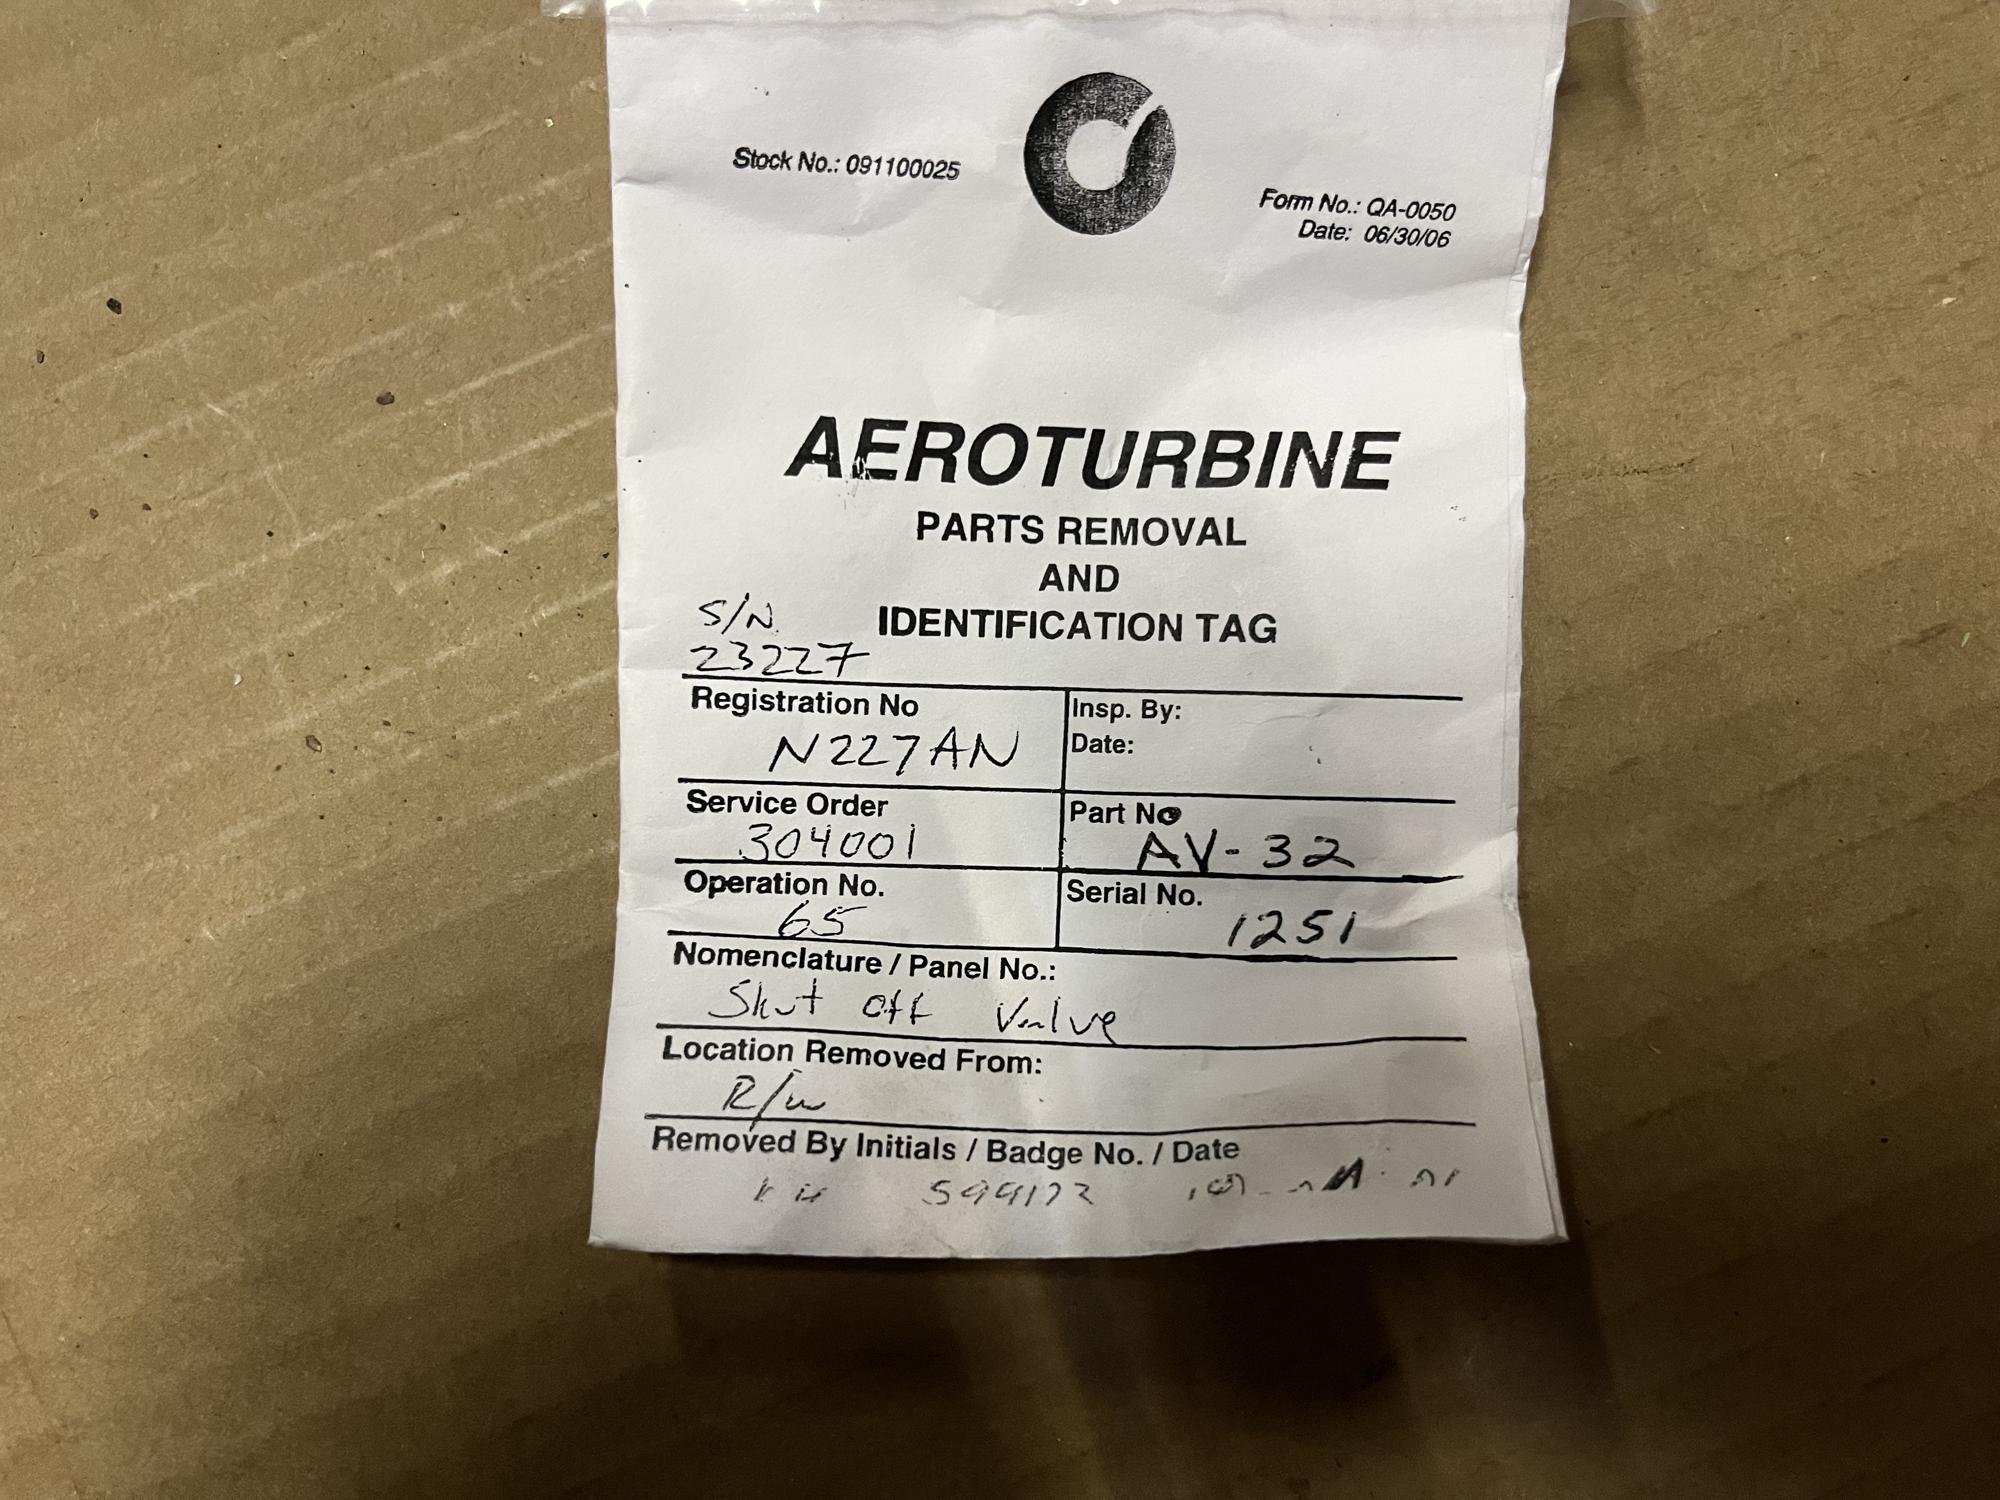 Stock No.: 091100025
Form No.: QA-0050
Date: 06/30/06
AEROTURBINE
PARTS REMOVAL
AND
IDENTIFICATION TAG
S/N
23227
Registration No
N227AN
Insp. By:
Date:
Service Order
304001
Part No
AV-32
Operation No.
65
Serial No.
1251
Nomenclature / Panel No.:
Shut off Valve
Location Removed From:
R/W
Removed By Initials / Badge No. / Date